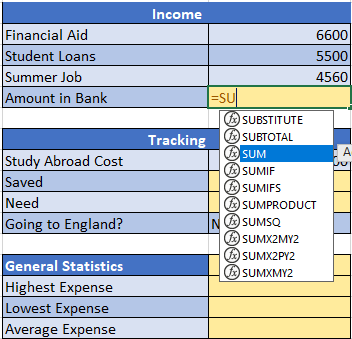 Income
Financial Aid 6600
Student Loans 5500
Summer Job 4560
Amount in Bank =SU
SUBSTITUTE
SUBTOTAL
SUM
SUMIF
SUMIFS
SUMPRODUCT
SUMSQ
SUMX2MY2
SUMX2PY2
SUMXMY2
Tracking
Study Abroad Cost
Saved
Need
Going to England? N
General Statistics
Highest Expense
Lowest Expense
Average Expense